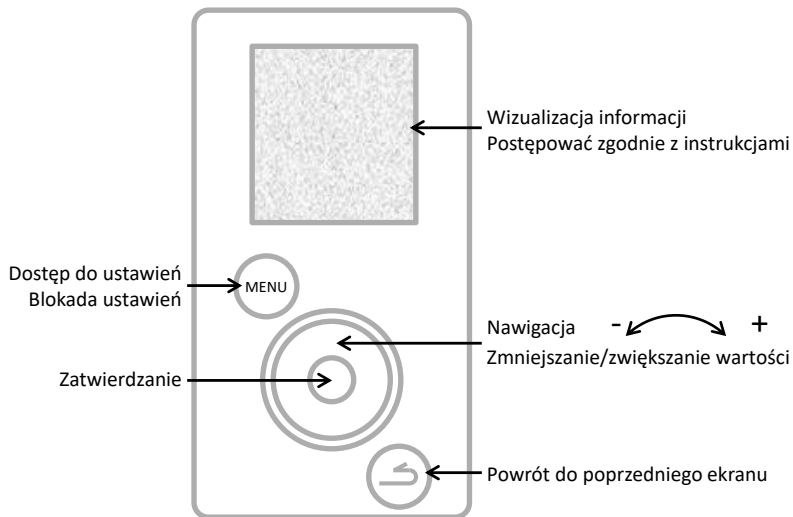 Wizualizacja informacji
Postępować zgodnie z instrukcjami
Dostęp do ustawień
Blokada ustawień
MENU
Nawigacja - +
Zmniejszanie/zwiększanie wartości
Zatwierdzanie
Powrót do poprzedniego ekranu